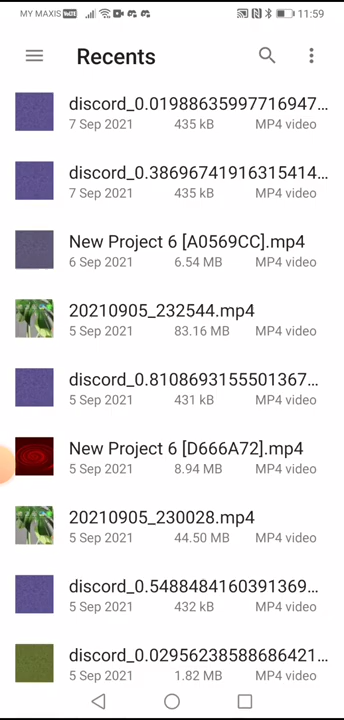 MY MAXIS VoLTE 11:59
Recents
discord_0.01988635997716947...
7 Sep 2021 435 kB MP4 video
discord_0.38696741916315414...
7 Sep 2021 435 kB MP4 video
New Project 6 [A0569CC].mp4
6 Sep 2021 6.54 MB MP4 video
20210905_232544.mp4
5 Sep 2021 83.16 MB MP4 video
discord_0.8108693155501367...
5 Sep 2021 431 kB MP4 video
New Project 6 [D666A72].mp4
5 Sep 2021 8.94 MB MP4 video
20210905_230028.mp4
5 Sep 2021 44.50 MB MP4 video
discord_0.5488484160391369...
5 Sep 2021 432 kB MP4 video
discord_0.02956238588686421...
5 Sep 2021 1.82 MB MP4 video